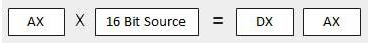 AX X 16 Bit Source = DX AX